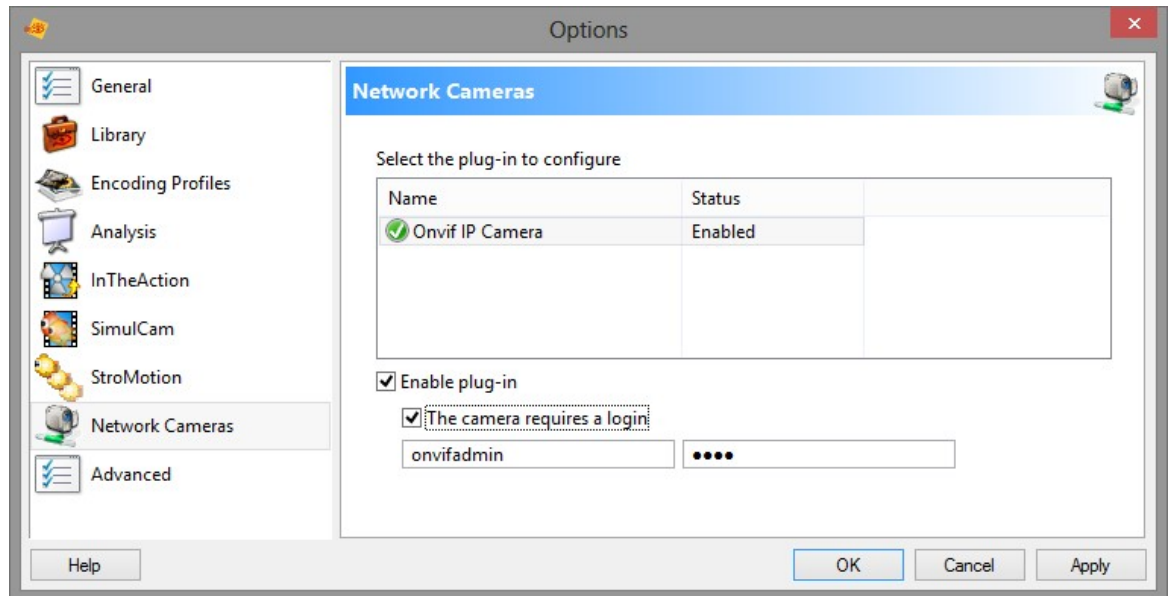 Options
General
Library
Encoding Profiles
Analysis
InTheAction
SimulCam
StroMotion
Network Cameras
Advanced
Network Cameras
Select the plug-in to configure
Name Status
Onvif IP Camera Enabled
Enable plug-in
The camera requires a login
onvifadmin ••••
Help OK Cancel Apply